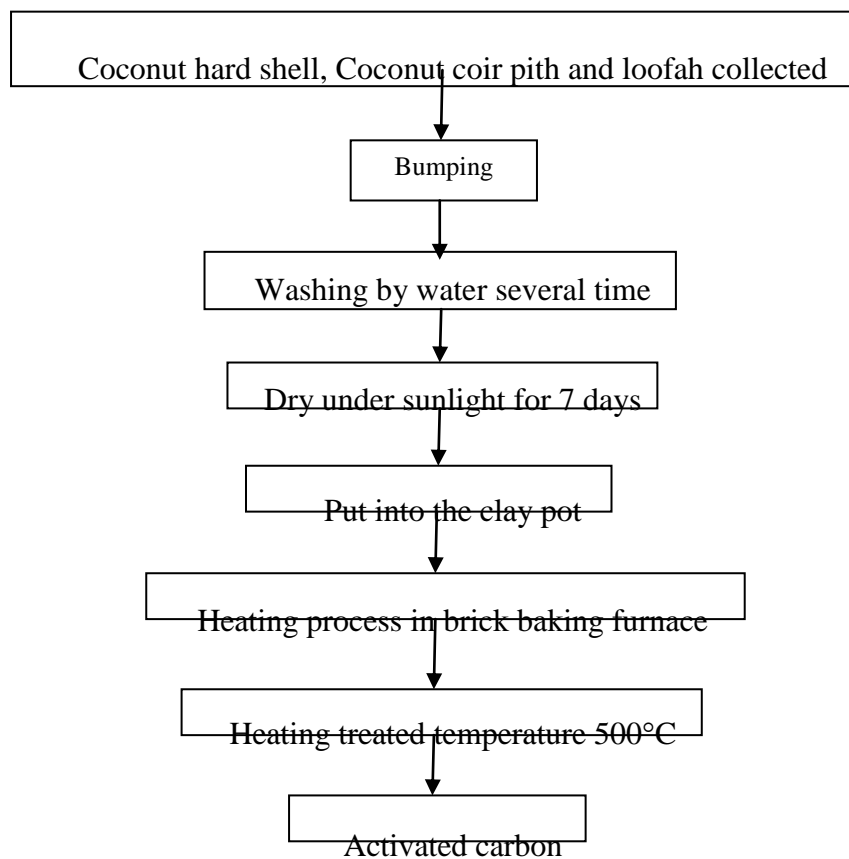 Coconut hard shell, Coconut coir pith and loofah collected
Bumping
Washing by water several time
Dry under sunlight for 7 days
Put into the clay pot
Heating process in brick baking furnace
Heating treated temperature 500°C
Activated carbon